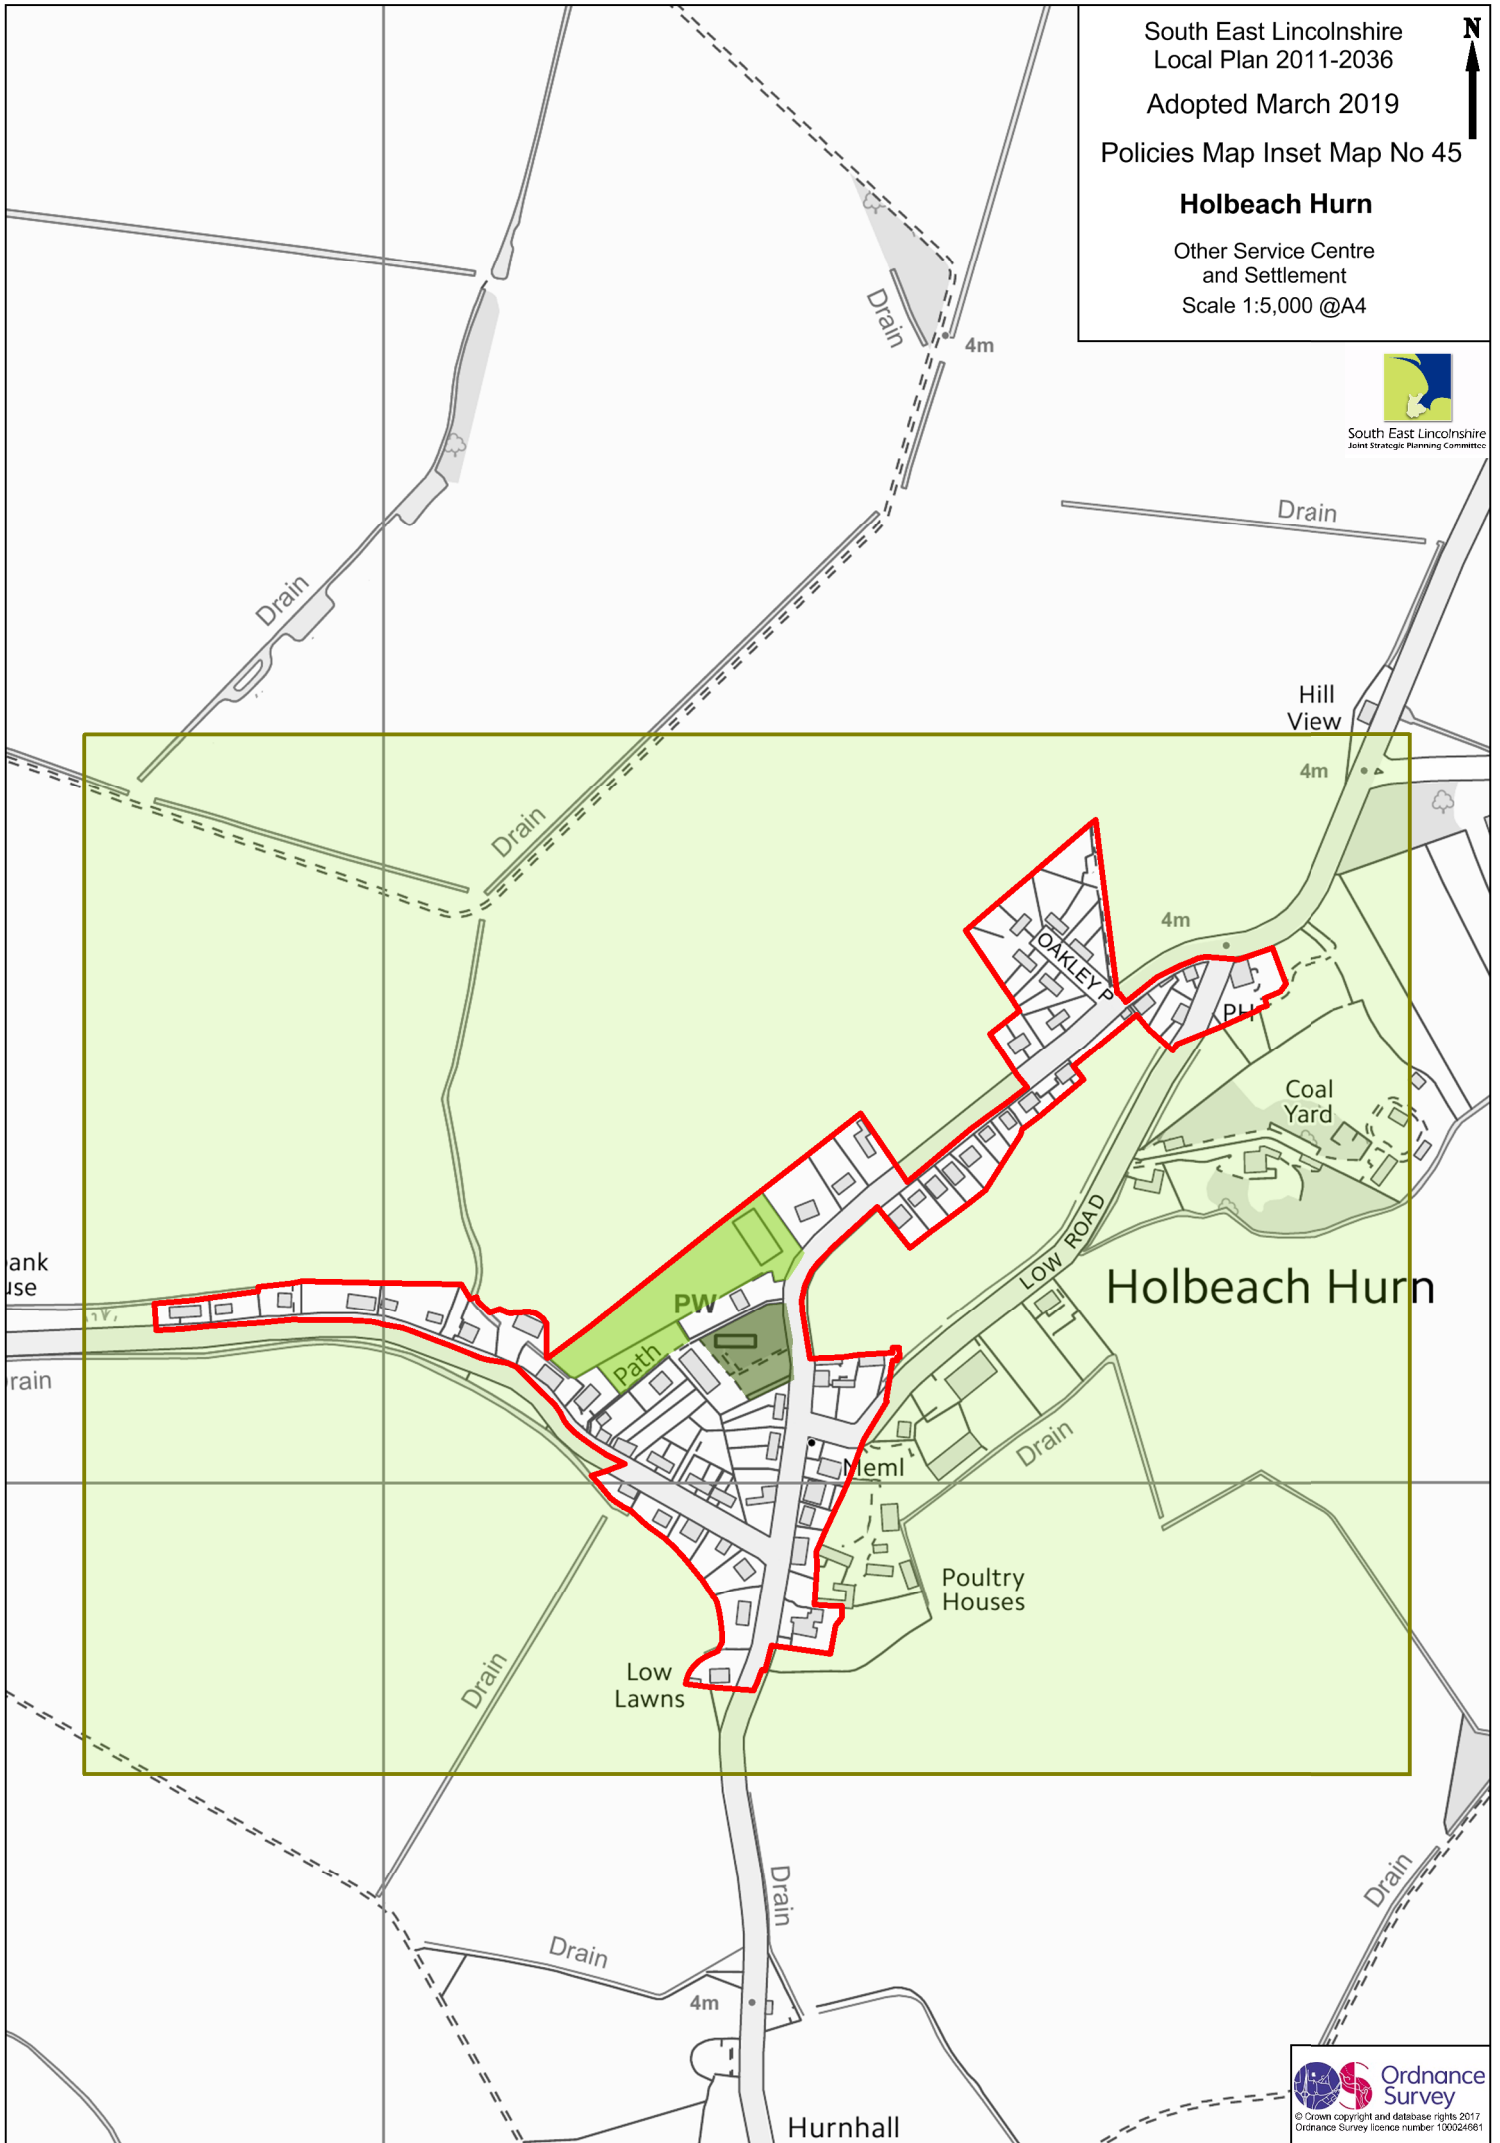 South East Lincolnshire
Local Plan 2011-2036
N
Adopted March 2019
Policies Map Inset Map No 45
Holbeach Hurn
Other Service Centre
and Settlement
Scale 1:5,000 @A4
South East Lincolnshire
Joint Strategic Planning Committee
Drain
4m
Drain
Drain
Hill
View
4m
Drain
4m
OAKLEY P
PH
Coal
Yard
LOW ROAD
Holbeach Hurn
ank
use
PW
Path
rain
Drain
Meml
Poultry
Houses
Low
Lawns
Drain
Drain
Drain
Drain
4m
Hurnhall
Ordnance
Survey
© Crown copyright and database rights 2017
Ordnance Survey licence number 100024661